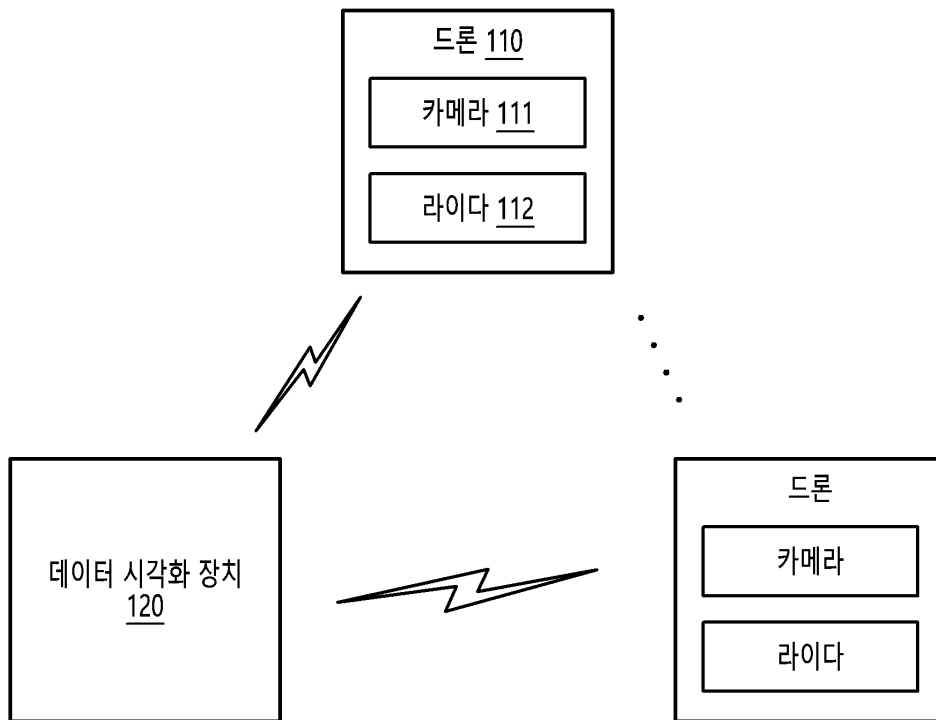 드론 110
카메라 111
라이다 112
데이터 시각화 장치
120
드론
카메라
라이다